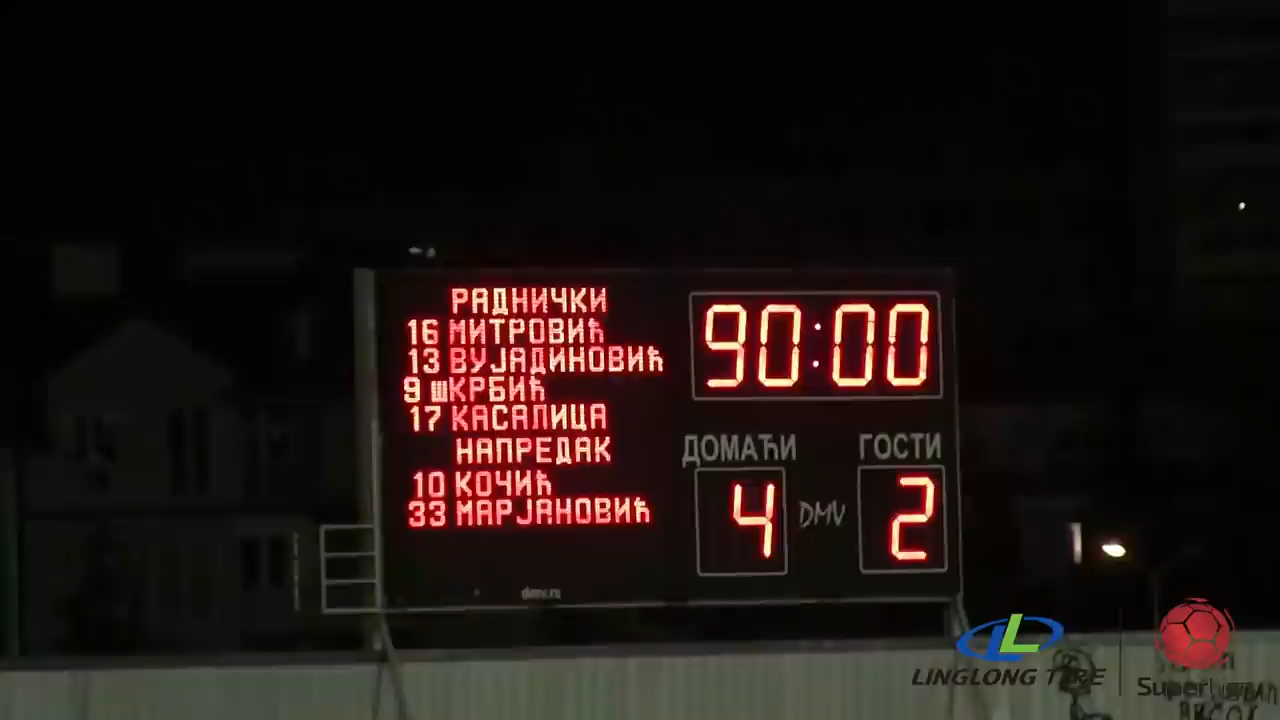 РАДНИЧКИ
16 МИТРОВИЋ
13 ВУЈАДИНОВИЋ
9 шКРБИЋ
17 КАСАЛИЦА
НАПРЕДАК
10 КОЧИЋ
33 МАРЈАНОВИЋ
90:00
ДОМАЋИ
ГОСТИ
4
DMV
2
dmv.rs
LINGLONG TIRE